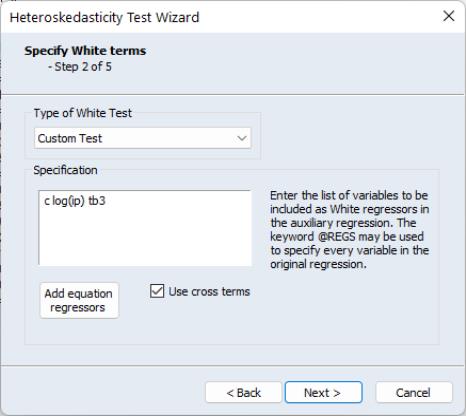 Heteroskedasticity Test Wizard
Specify White terms
- Step 2 of 5
Type of White Test
Custom Test
Specification
c log(ip) tb3
Enter the list of variables to be
included as White regressors in
the auxiliary regression. The
keyword @REGS may be used
to specify every variable in the
original regression.
Add equation
regressors
Use cross terms
< Back
Next >
Cancel